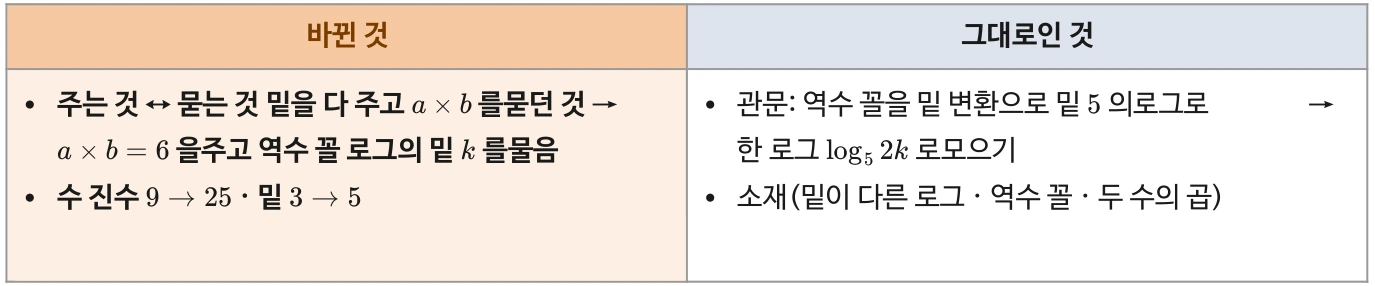 바뀐 것
• 주는 것 ↔ 묻는 것 밑을 다 주고 a × b 를묻던 것 →
a × b = 6 을주고 역수 꼴 로그의 밑 k 를물음
• 수 진수 9 → 25 · 밑 3 → 5
그대로인 것
• 관문: 역수 꼴을 밑 변환으로 밑 5 의로그로 →
한 로그 log₅ 2k 로모으기
• 소재(밑이 다른 로그 · 역수 꼴 · 두 수의 곱)